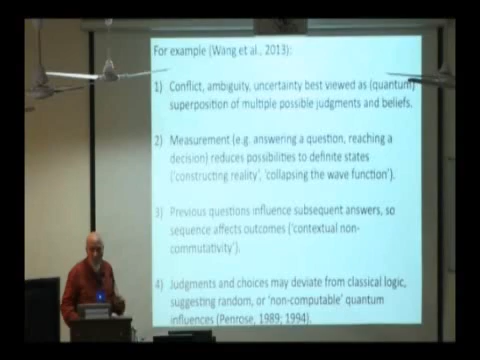 For example (Wang et al., 2013):
1) Conflict, ambiguity, uncertainty best viewed as (quantum)
superposition of multiple possible judgments and beliefs.
2) Measurement (e.g. answering a question, reaching a
decision) reduces possibilities to definite states
('constructing reality', 'collapsing the wave function').
3) Previous questions influence subsequent answers, so
sequence affects outcomes ('contextual non-
commutativity').
4) Judgments and choices may deviate from classical logic,
suggesting random, or 'non-computable' quantum
influences (Penrose, 1989; 1994).